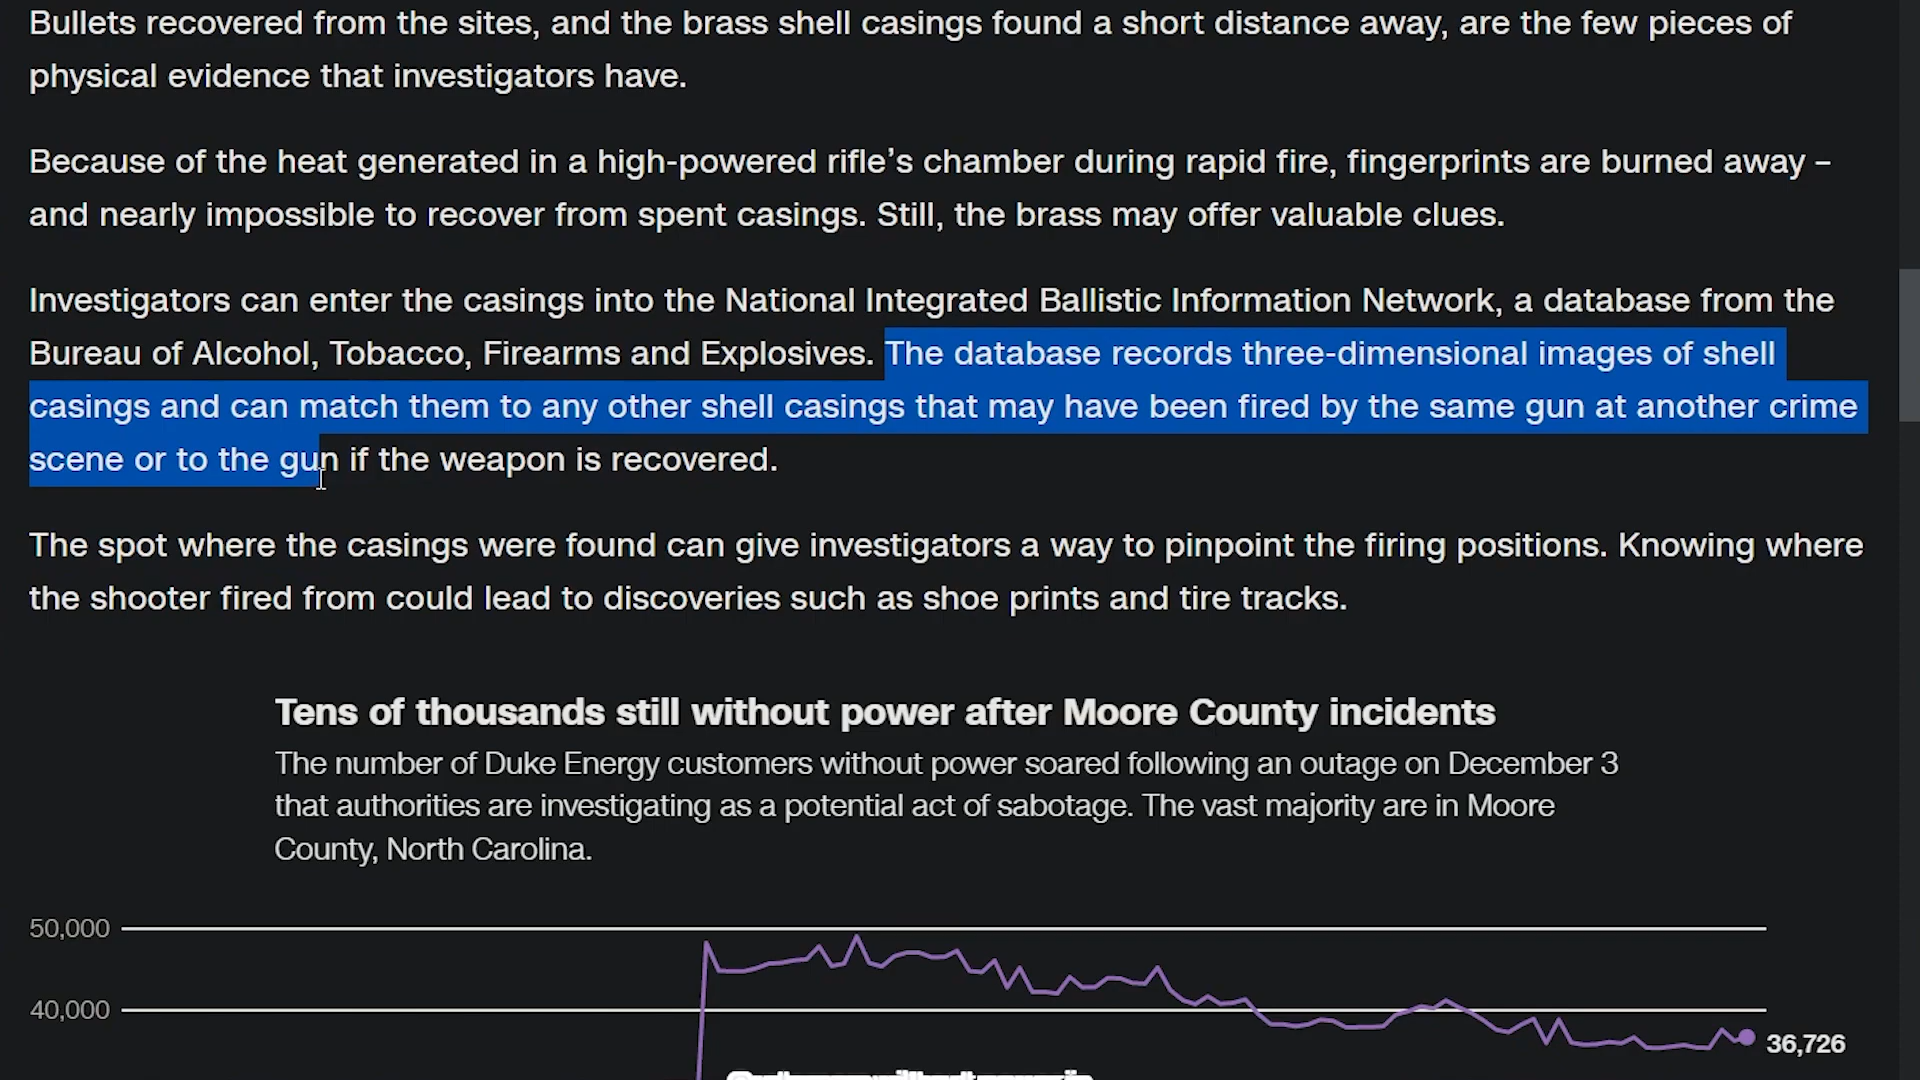 Bullets recovered from the sites, and the brass shell casings found a short distance away, are the few pieces of
physical evidence that investigators have.
Because of the heat generated in a high-powered rifle’s chamber during rapid fire, fingerprints are burned away –
and nearly impossible to recover from spent casings. Still, the brass may offer valuable clues.
Investigators can enter the casings into the National Integrated Ballistic Information Network, a database from the
Bureau of Alcohol, Tobacco, Firearms and Explosives. The database records three-dimensional images of shell
casings and can match them to any other shell casings that may have been fired by the same gun at another crime
scene or to the gun if the weapon is recovered.
The spot where the casings were found can give investigators a way to pinpoint the firing positions. Knowing where
the shooter fired from could lead to discoveries such as shoe prints and tire tracks.
Tens of thousands still without power after Moore County incidents
The number of Duke Energy customers without power soared following an outage on December 3
that authorities are investigating as a potential act of sabotage. The vast majority are in Moore
County, North Carolina.
50,000
40,000
36,726